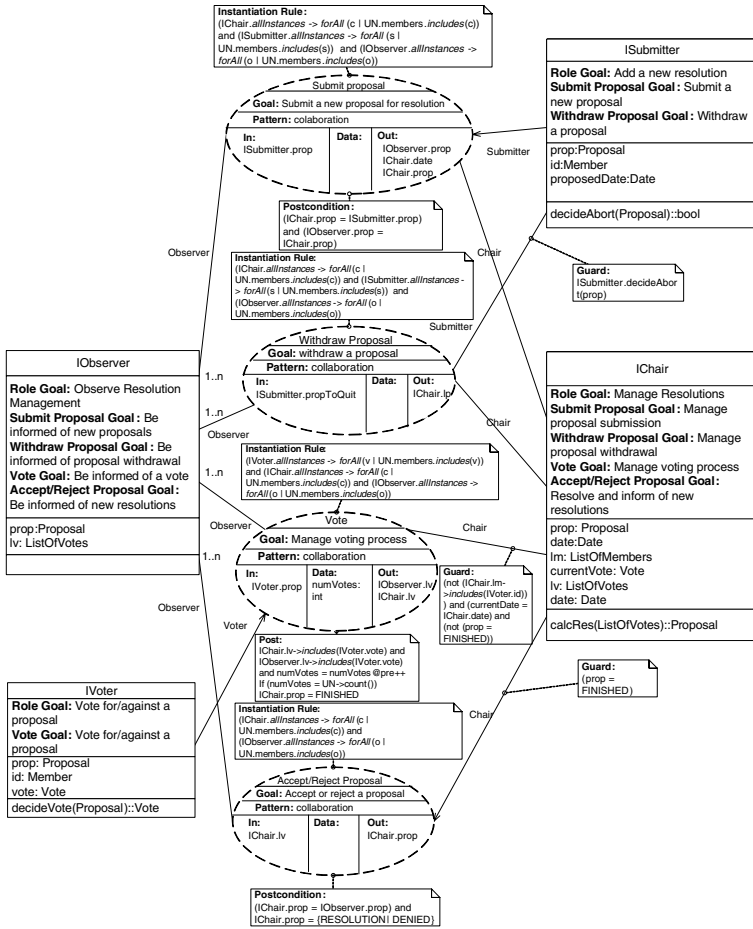 Instantiation Rule:
(IChair.allInstances -> forAll (c | UN.members.includes(c))
and (ISubmitter.allInstances -> forAll (s |
UN.members.includes(s)) and (IObserver.allInstances ->
forAll (o | UN.members.includes(o))
Submit proposal
Goal: Submit a new proposal for resolution
Pattern: colaboration
In:
ISubmitter.prop
Data:
Out:
IObserver.prop
IChair.date
IChair.prop
ISubmitter
Role Goal: Add a new resolution
Submit Proposal Goal: Submit a
new proposal
Withdraw Proposal Goal: Withdraw
a proposal
prop:Proposal
id:Member
proposedDate:Date
decideAbort(Proposal)::bool
Submitter
Postcondition:
(IChair.prop = ISubmitter.prop)
and (IObserver.prop =
IChair.prop)
Observer
Chair
Guard:
ISubmitter.decideAbor
t(prop)
Instantiation Rule:
(IChair.allInstances -> forAll (c |
UN.members.includes(c)) and (ISubmitter.allInstances -
> forAll (s | UN.members.includes(s)) and
(IObserver.allInstances -> forAll (o |
UN.members.includes(o))
Submitter
Withdraw Proposal
Goal: withdraw a proposal
Pattern: collaboration
In:
ISubmitter.propToQuit
Data:
Out:
IChair.lp
IObserver
Role Goal: Observe Resolution
Management
Submit Proposal Goal: Be
informed of new proposals
Withdraw Proposal Goal: Be
informed of proposal withdrawal
Vote Goal: Be informed of a vote
Accept/Reject Proposal Goal:
Be informed of new resolutions
prop:Proposal
lv: ListOfVotes
1..n
1..n
Observer
1..n
Observer
1..n
Observer
Chair
IChair
Role Goal: Manage Resolutions
Submit Proposal Goal: Manage
proposal submission
Withdraw Proposal Goal: Manage
proposal withdrawal
Vote Goal: Manage voting process
Accept/Reject Proposal Goal:
Resolve and inform of new
resolutions
prop: Proposal
date:Date
lm: ListOfMembers
currentVote: Vote
lv: ListOfVotes
date: Date
calcRes(ListOfVotes)::Proposal
Instantiation Rule:
(IVoter.allInstances -> forAll (v | UN.members.includes(v))
and (IChair.allInstances -> forAll (c |
UN.members.includes(c)) and (IObserver.allInstances ->
forAll (o | UN.members.includes(o))
Vote
Goal: Manage voting process
Pattern: collaboration
In:
IVoter.prop
Data:
numVotes:
int
Out:
IObserver.lv
IChair.lv
Chair
Guard:
(not (IChair.lm-
>includes(IVoter.id))
) and (currentDate =
IChair.date) and
(not (prop =
FINISHED))
Voter
Post:
IChair.lv->includes(IVoter.vote) and
IObserver.lv->includes(IVoter.vote)
and numVotes = numVotes @pre++
If (numVotes = UN->count())
IChair.prop = FINISHED
Guard:
(prop =
FINISHED)
IVoter
Role Goal: Vote for/against a
proposal
Vote Goal: Vote for/against a
proposal
prop: Proposal
id: Member
vote: Vote
decideVote(Proposal)::Vote
Instantiation Rule:
(IChair.allInstances -> forAll (c |
UN.members.includes(c)) and
(IObserver.allInstances -> forAll (o |
UN.members.includes(o))
Chair
Accept/Reject Proposal
Goal: Accept or reject a proposal
Pattern: collaboration
In:
IChair.lv
Data:
Out:
IChair.prop
Postcondition:
(IChair.prop = IObserver.prop) and
IChair.prop = {RESOLUTION| DENIED}